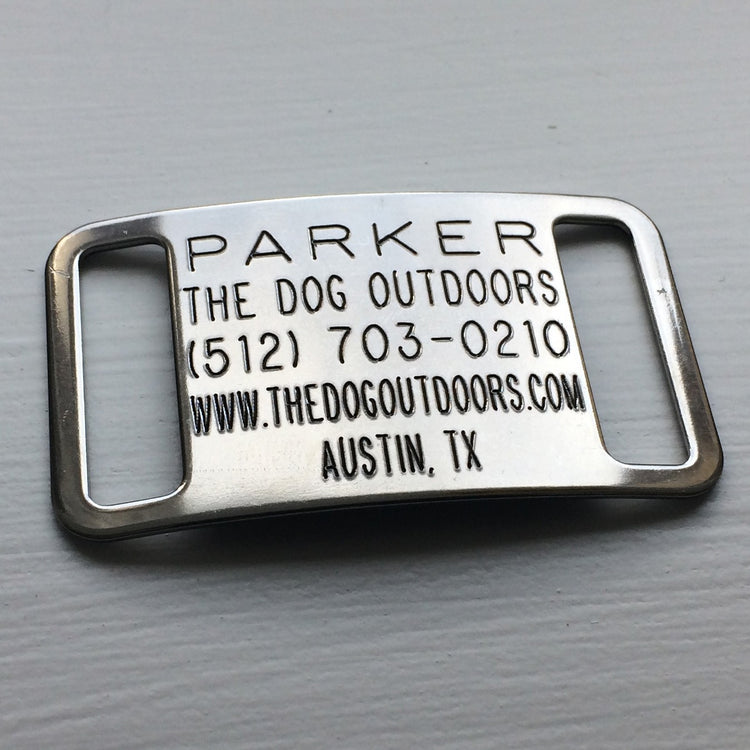 PARKER
THE DOG OUTDOORS
(512) 703-0210
WWW.THEDOGOUTDOORS.COM
AUSTIN, TX